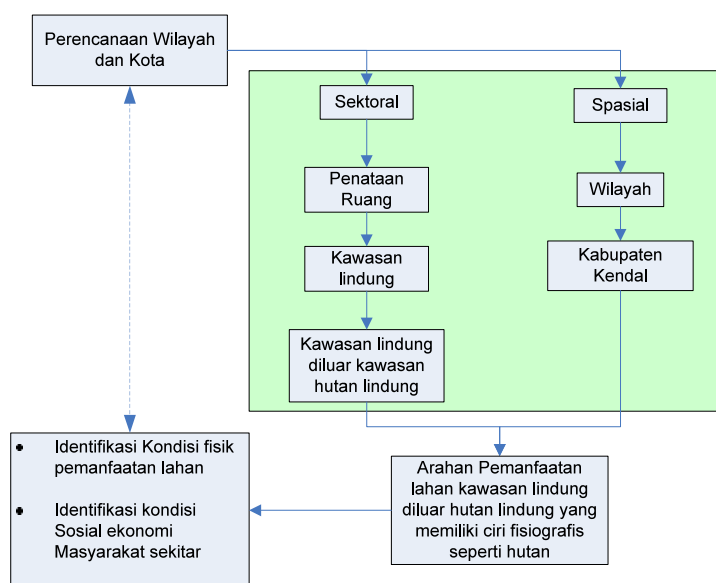 Perencanaan Wilayah
dan Kota
Sektoral
Spasial
Penataan
Ruang
Wilayah
Kawasan
lindung
Kabupaten
Kendal
Kawasan lindung
diluar kawasan
hutan lindung
• Identifikasi Kondisi fisik
pemanfaatan lahan
• Identifikasi kondisi
Sosial ekonomi
Masyarakat sekitar
Arahan Pemanfaatan
lahan kawasan lindung
diluar hutan lindung yang
memiliki ciri fisiografis
seperti hutan